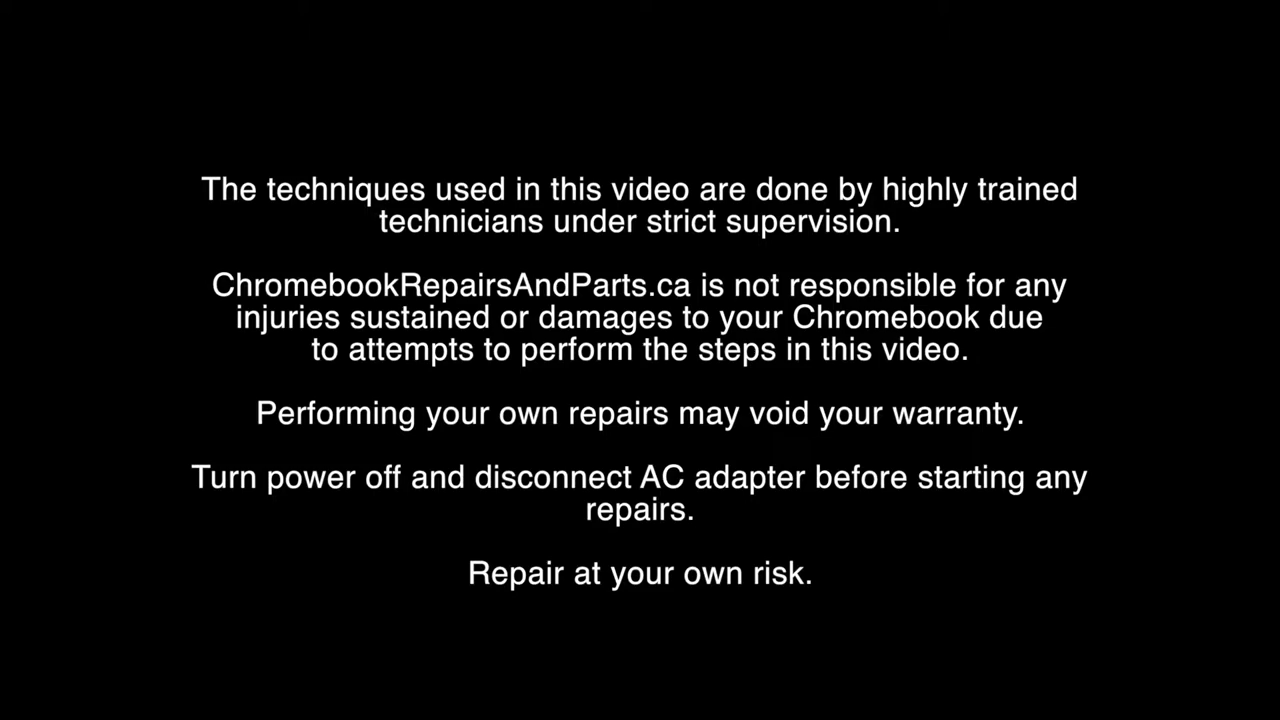 The techniques used in this video are done by highly trained
technicians under strict supervision.
ChromebookRepairsAndParts.ca is not responsible for any
injuries sustained or damages to your Chromebook due
to attempts to perform the steps in this video.
Performing your own repairs may void your warranty.
Turn power off and disconnect AC adapter before starting any
repairs.
Repair at your own risk.